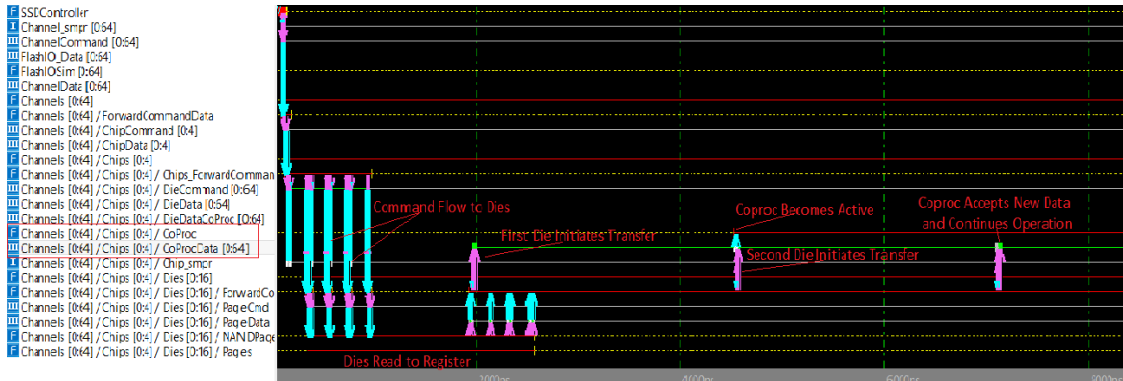 SSDController
Channel_smpr [0:64]
ChannelCommand [0:64]
FlashIO_Data [0:64]
FlashIOSim [0:64]
ChannelData [0:64]
Channels [0:64]
Channels [0:64] / ForwardCommandData
Channels [0:64] / ChipCommand [0:4]
Channels [0:64] / ChipData [0:4]
Channels [0:64] / Chips [0:4]
Channels [0:64] / Chips [0:4] / Chips_ForwardComman
Channels [0:64] / Chips [0:4] / DieCommand [0:64]
Channels [0:64] / Chips [0:4] / DieData [0:64]
Channels [0:64] / Chips [0:4] / DieDataCoProc [0:64]
Channels [0:64] / Chips [0:4] / CoProc
Channels [0:64] / Chips [0:4] / CoProcData [0:64]
Channels [0:64] / Chips [0:4] / Chip_smpr
Channels [0:64] / Chips [0:4] / Dies [0:16]
Channels [0:64] / Chips [0:4] / Dies [0:16] / ForwardCo
Channels [0:64] / Chips [0:4] / Dies [0:16] / PageCmd
Channels [0:64] / Chips [0:4] / Dies [0:16] / PageData
Channels [0:64] / Chips [0:4] / Dies [0:16] / NANDPage
Channels [0:64] / Chips [0:4] / Dies [0:16] / Pages
Command Flow to Dies
First Die Initiates Transfer
Coproc Becomes Active
Second Die Initiates Transfer
Coproc Accepts New Data
and Continues Operation
Dies Read to Register
2000ns
4000ns
6000ns
8000ns